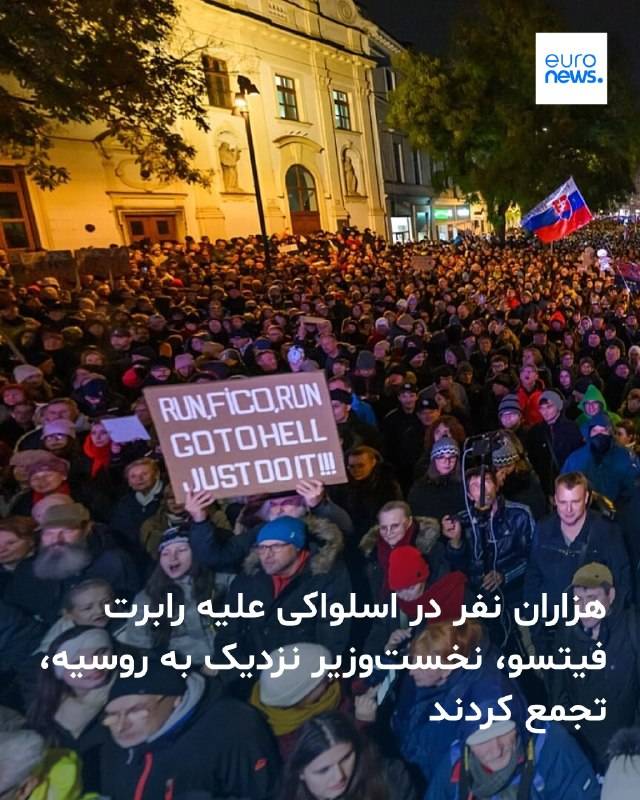 euro
news.
RUN,FICO,RUN
GO TO HELL
JUST DO IT!!!
هزاران نفر در اسلواکی علیه رابرت
فیتسو، نخست‌وزیر نزدیک به روسیه،
تجمع کردند